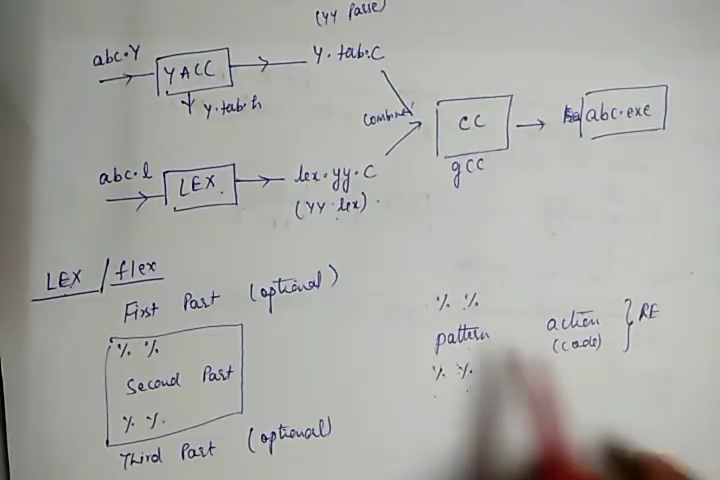 (YY Parse)
abc.Y
YACC
y.tab.c
y.tab.h
combined
CC
gcc
abc.exe
abc.l
LEX
lex.yy.c
(YY.lex).
LEX / flex
First Part (optional)
%%
Second Part
%%
Third Part (optional)
%%
pattern action } RE
(code)
%%